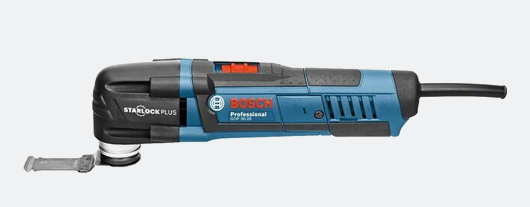 STARLOCK PLUS
BOSCH
Professional
GOP 30-28